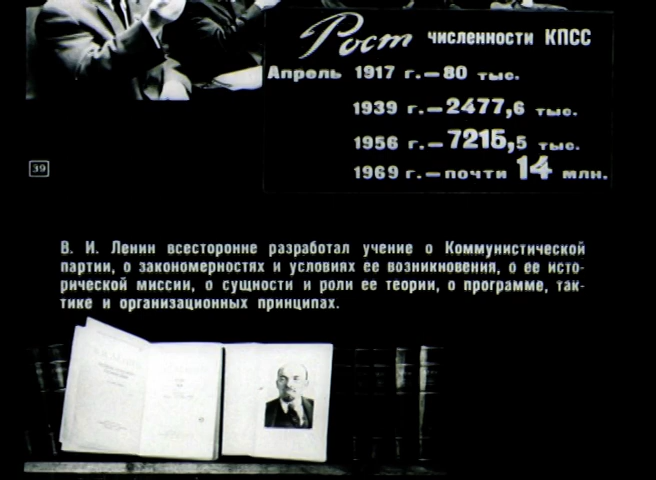 Рост численности КПСС
Апрель 1917 г.—80 тыс.
1939 г.—2477,6 тыс.
1956 г.—7215,5 тыс.
1969 г.—почти 14 млн.
39
В. И. Ленин всесторонне разработал учение о Коммунистической
партии, о закономерностях и условиях ее возникновения, о ее исто-
рической миссии, о сущности и роли ее теории, о программе, так-
тике и организационных принципах.